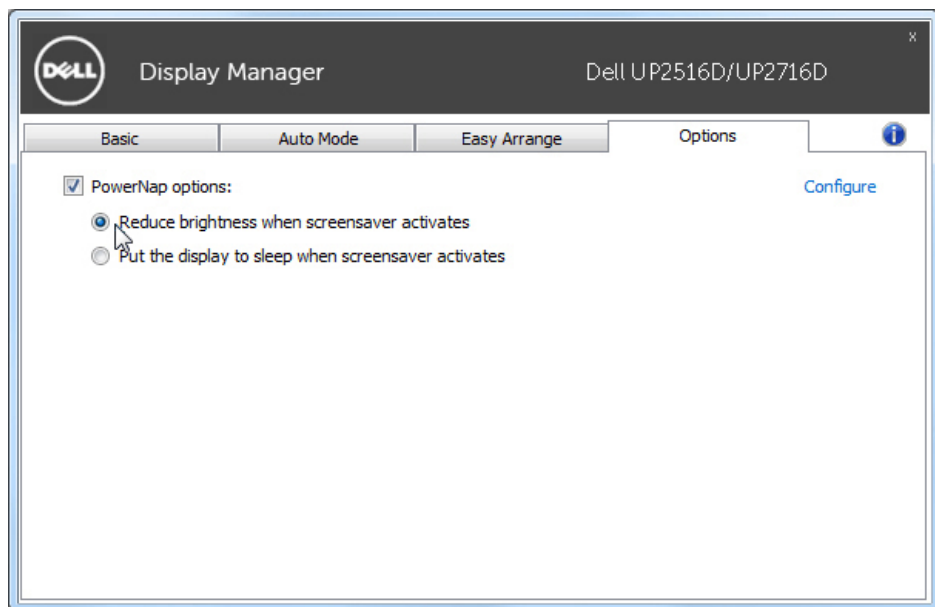 DELL Display Manager Dell UP2516D/UP2716D x
Basic Auto Mode Easy Arrange Options i
PowerNap options: Configure
Reduce brightness when screensaver activates
Put the display to sleep when screensaver activates